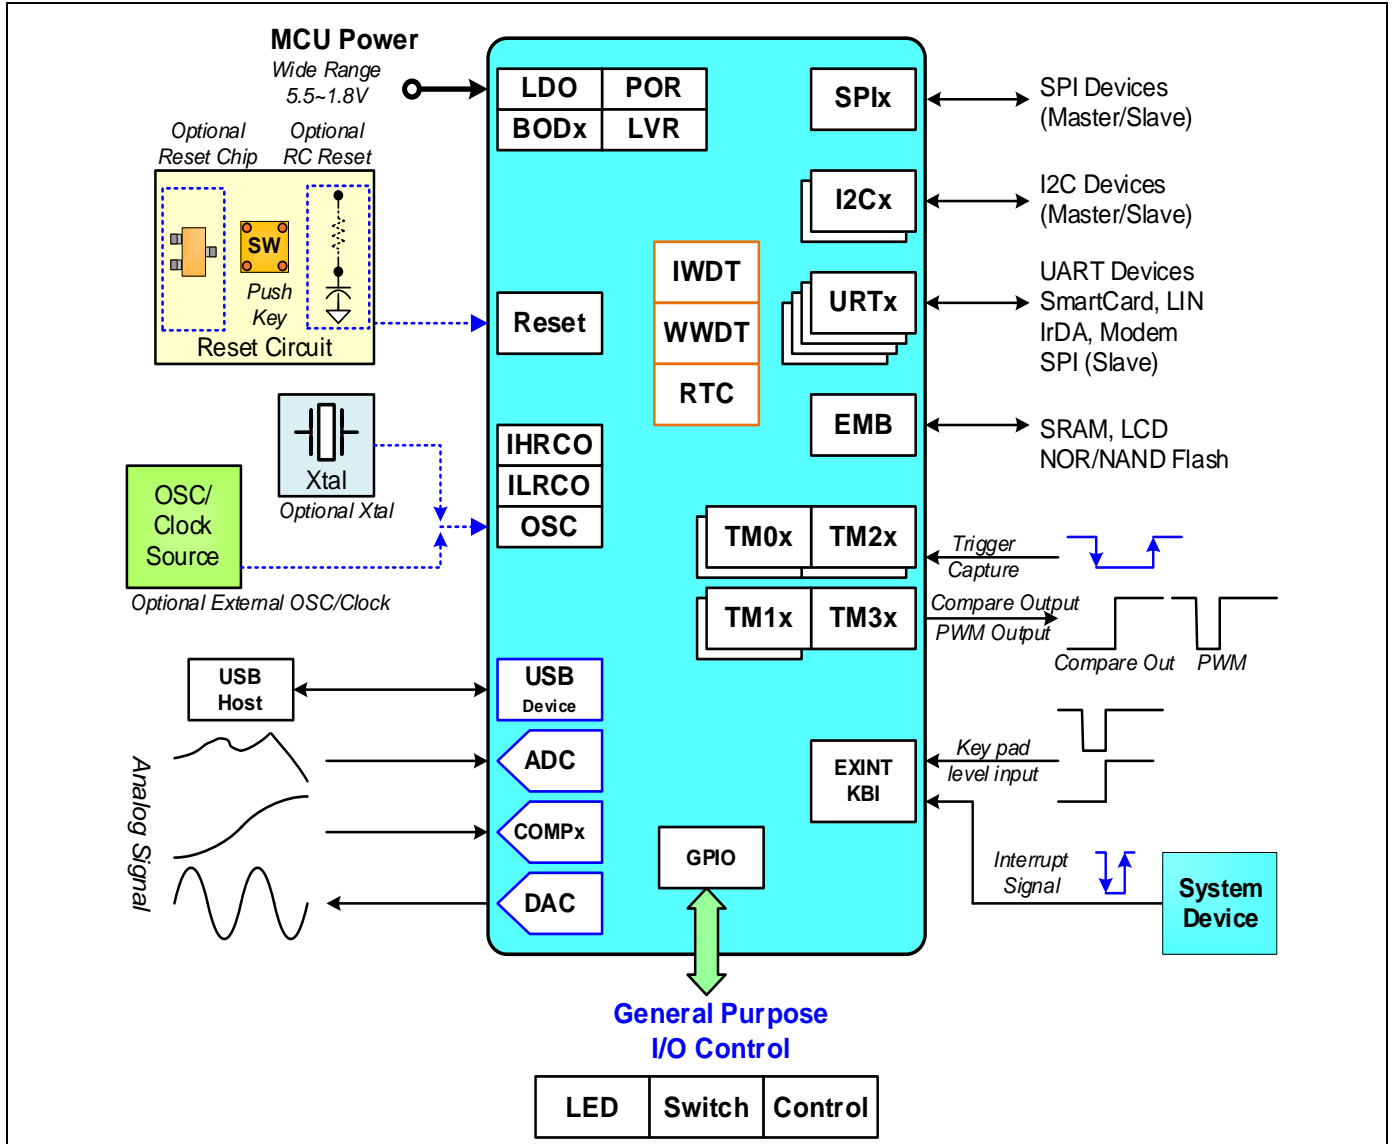 MCU Power
Wide Range
5.5~1.8V
Optional
Reset Chip
Optional
RC Reset
SW
Push
Key
Reset Circuit
Xtal
Optional Xtal
OSC/
Clock
Source
Optional External OSC/Clock
USB
Host
Analog Signal
LDO
POR
BODx
LVR
Reset
IHRCO
ILRCO
OSC
USB
Device
ADC
COMPx
DAC
IWDT
WWDT
RTC
GPIO
SPIx
I2Cx
URTx
EMB
TM0x
TM2x
TM1x
TM3x
EXINT
KBI
SPI Devices
(Master/Slave)
I2C Devices
(Master/Slave)
UART Devices
SmartCard, LIN
IrDA, Modem
SPI (Slave)
SRAM, LCD
NOR/NAND Flash
Trigger
Capture
Compare Output
PWM Output
Compare Out
PWM
Key pad
level input
Interrupt
Signal
System
Device
General Purpose
I/O Control
LED
Switch
Control